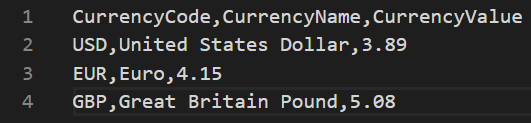 1 CurrencyCode,CurrencyName,CurrencyValue
2 USD,United States Dollar,3.89
3 EUR,Euro,4.15
4 GBP,Great Britain Pound,5.08